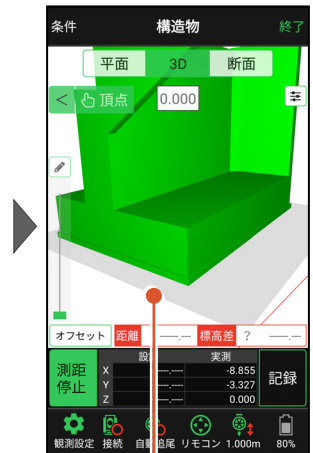 条件 構造物 終了
平面 3D 断面
< 頂点 0.000
オフセット 距離 -----.--- 標高差 ? -----.---
測距停止 設計 実測 記録
X -----.--- -8.855
Y -----.--- -3.327
Z -----.--- 0.000
観測設定 接続 自動追尾 リモコン 1.000m 80%